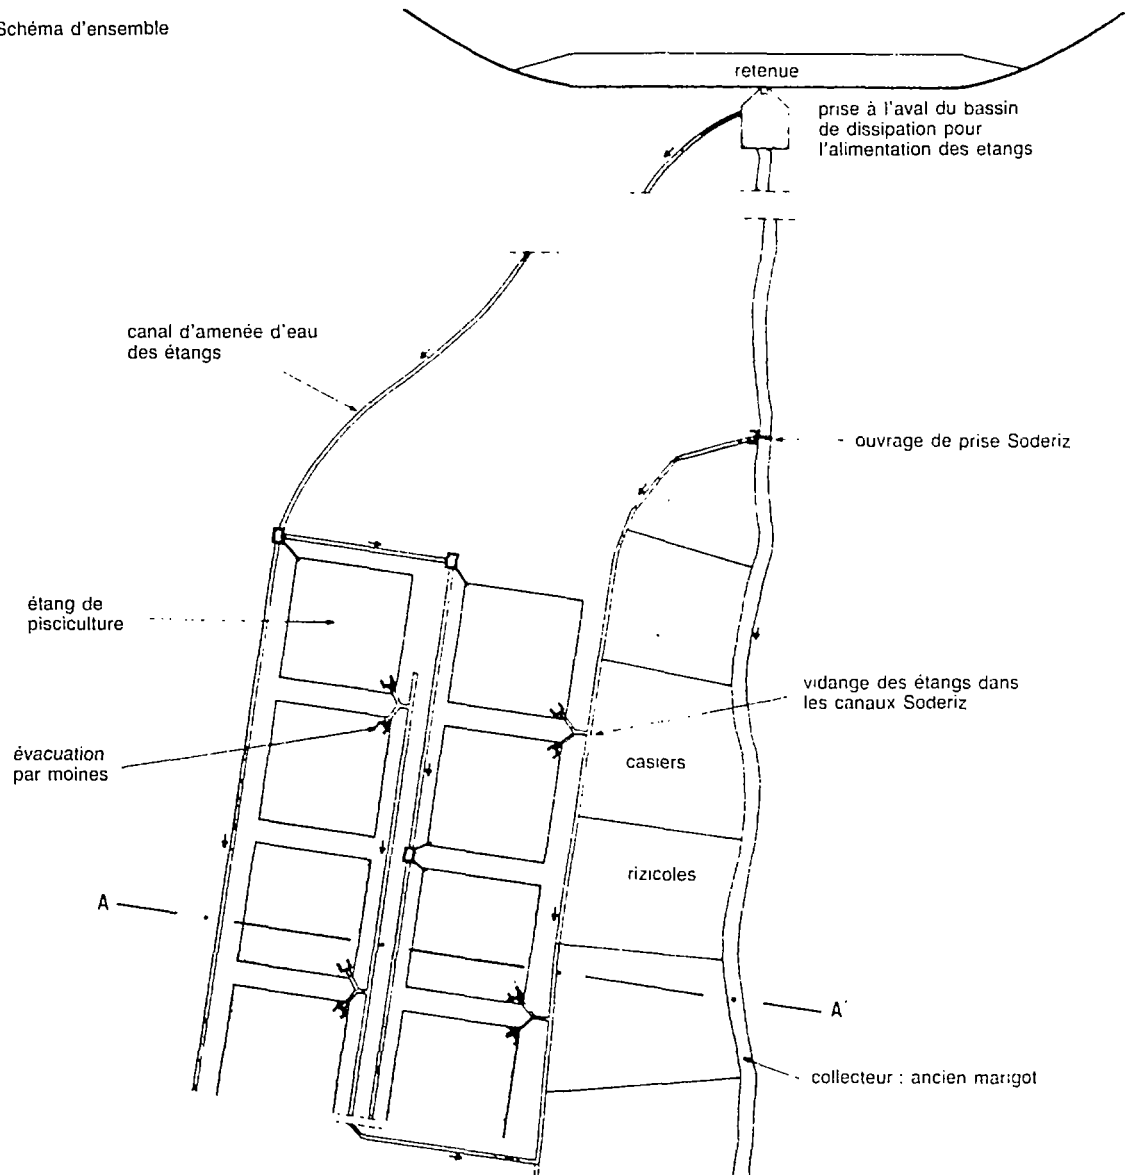 Schéma d'ensemble
retenue
prise à l'aval du bassin
de dissipation pour
l'alimentation des etangs
canal d'amenée d'eau
des étangs
ouvrage de prise Soderiz
étang de
pisciculture
vidange des étangs dans
les canaux Soderiz
évacuation
par moines
casiers
rizicoles
A
A'
collecteur : ancien marigot